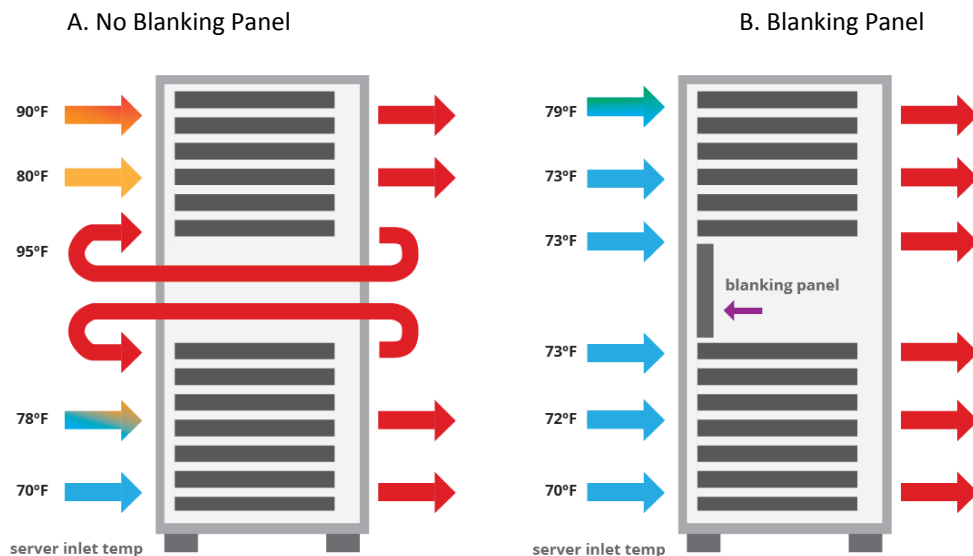 A. No Blanking Panel
B. Blanking Panel
90ºF
80ºF
95ºF
78ºF
70ºF
server inlet temp
79ºF
73ºF
73ºF
blanking panel
73ºF
72ºF
70ºF
server inlet temp